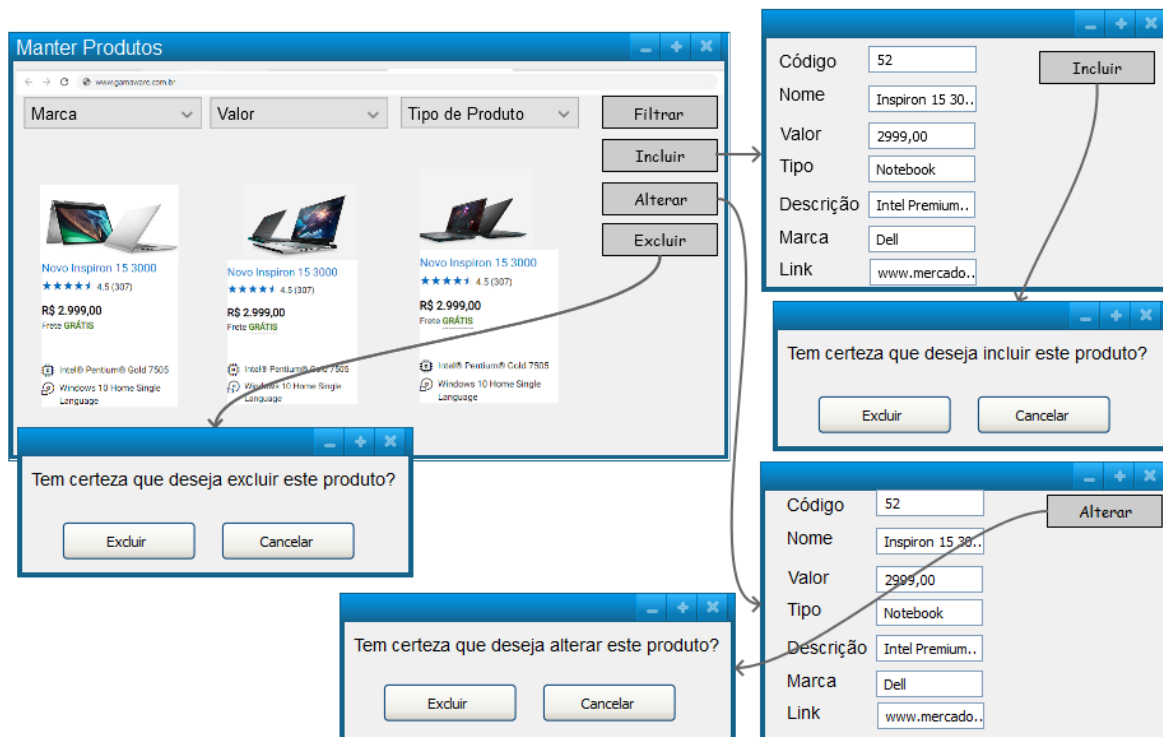 Manter Produtos
www.gamaware.com.br
Marca
Valor
Tipo de Produto
Filtrar
Incluir
Alterar
Excluir
Novo Inspiron 15 3000
4.5 (307)
R$ 2.999,00
Frete GRÁTIS
Intel® Pentium® Gold 7505
Windows 10 Home Single
Language
Novo Inspiron 15 3000
4.5 (307)
R$ 2.999,00
Frete GRÁTIS
Intel® Pentium® Gold 7505
Windows 10 Home Single
Language
Novo Inspiron 15 3000
4.5 (307)
R$ 2.999,00
Frete GRÁTIS
Intel® Pentium® Gold 7505
Windows 10 Home Single
Language
Código 52
Incluir
Nome Inspiron 15 30..
Valor 2999,00
Tipo Notebook
Descrição Intel Premium..
Marca Dell
Link www.mercado..
Tem certeza que deseja incluir este produto?
Excluir Cancelar
Tem certeza que deseja excluir este produto?
Excluir Cancelar
Código 52
Alterar
Nome Inspiron 15 30..
Valor 2999,00
Tipo Notebook
Descrição Intel Premium..
Marca Dell
Link www.mercado..
Tem certeza que deseja alterar este produto?
Excluir Cancelar